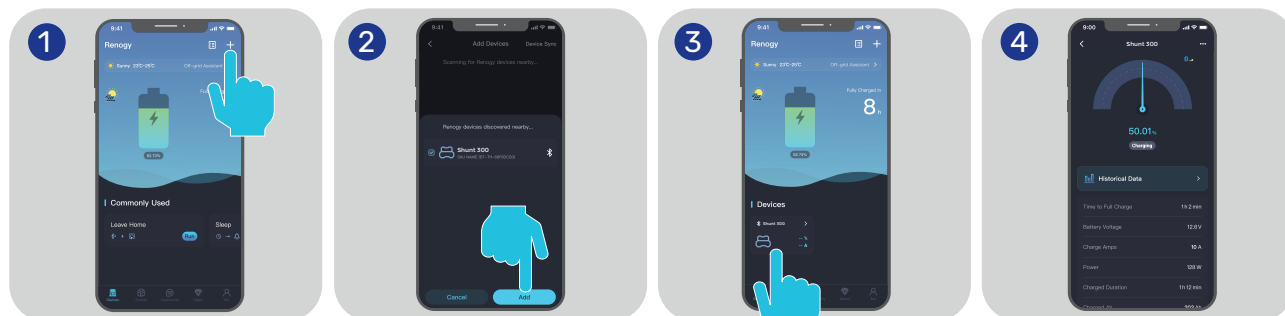 1
9:41
Renogy
Sunny 23°C-25°C Off-grid Assistant
Commonly Used
Leave Home
Run
Sleep
2
9:41
Add Devices Device Sync
Scanning for Renogy devices nearby...
Renogy devices discovered nearby...
Shunt 300
Cancel Add
3
9:41
Renogy
Sunny 23°C-25°C Off-grid Assistant
Fully Charged in
8h
Devices
Shunt 300
-- %
-- A
4
9:00
Shunt 300
50.01%
Charging
Historical Data
Time to Full Charge 1 h 2 min
Battery Voltage 12.8 V
Charge Amps 10 A
Power 128 W
Charged Duration 1 h 12 min